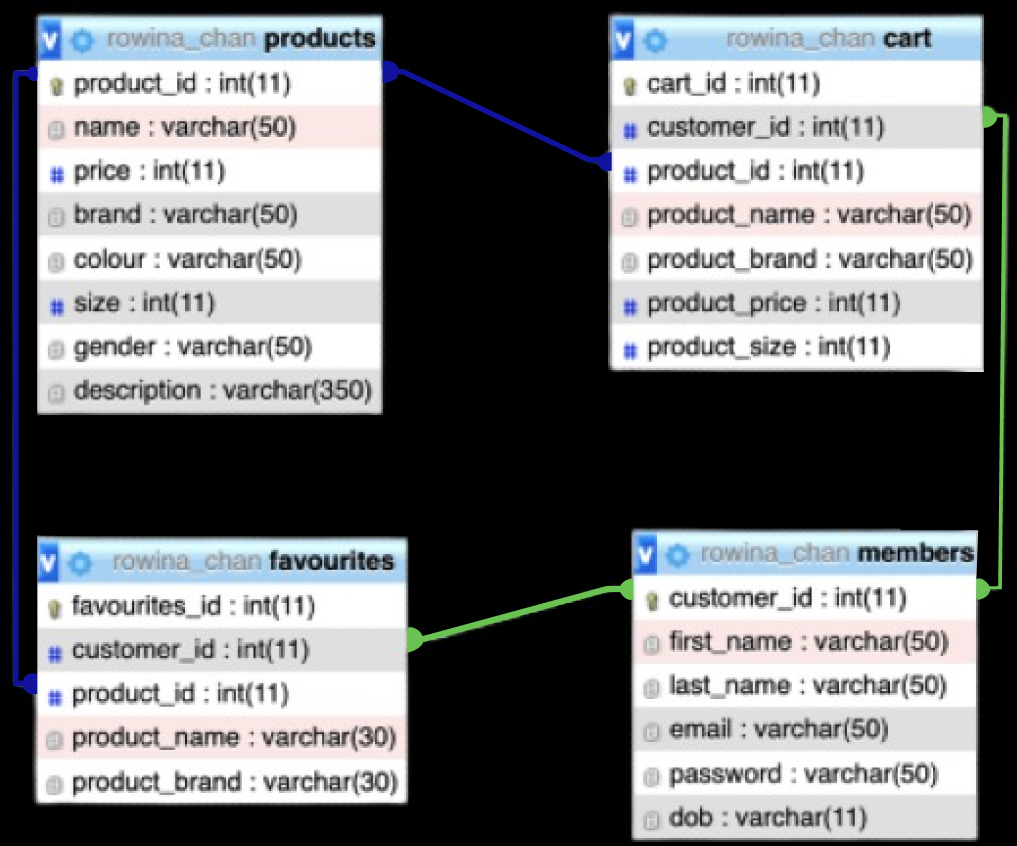 rowina_chan products
product_id : int(11)
name : varchar(50)
price : int(11)
brand : varchar(50)
colour : varchar(50)
size : int(11)
gender : varchar(50)
description : varchar(350)
rowina_chan cart
cart_id : int(11)
customer_id : int(11)
product_id : int(11)
product_name : varchar(50)
product_brand : varchar(50)
product_price : int(11)
product_size : int(11)
rowina_chan favourites
favourites_id : int(11)
customer_id : int(11)
product_id : int(11)
product_name : varchar(30)
product_brand : varchar(30)
rowina_chan members
customer_id : int(11)
first_name : varchar(50)
last_name : varchar(50)
email : varchar(50)
password : varchar(50)
dob : varchar(11)